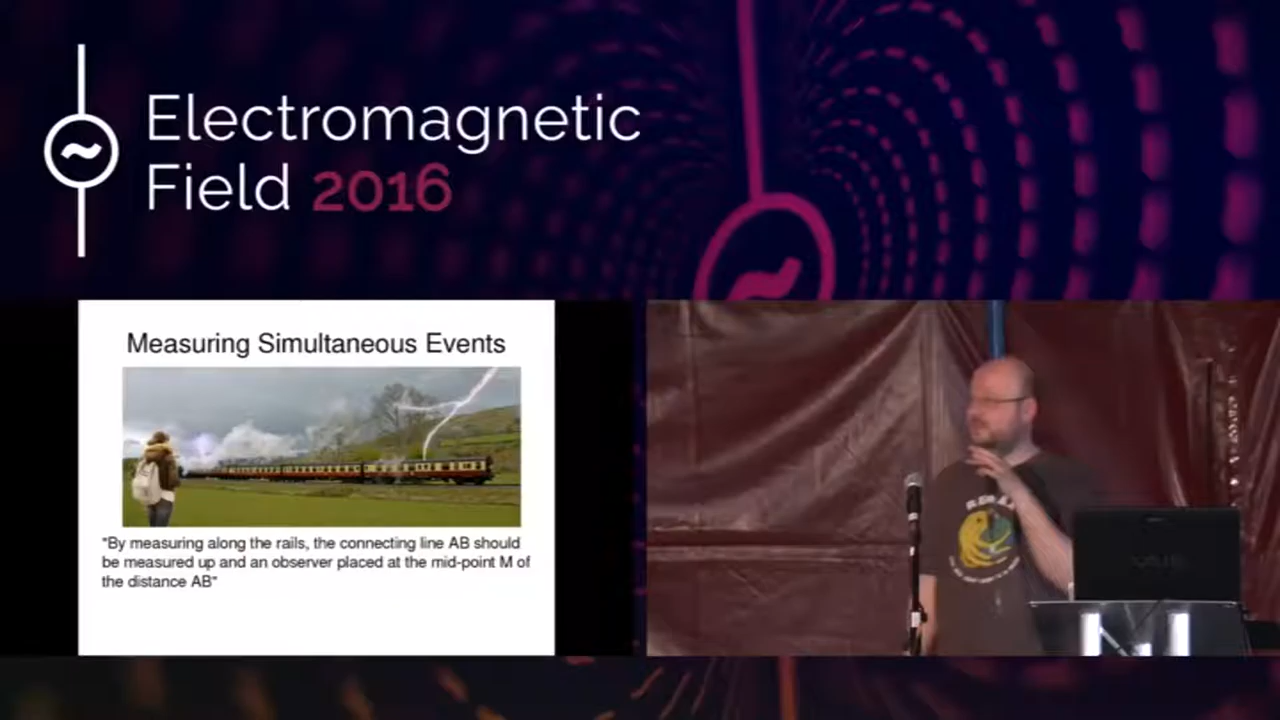 Electromagnetic
Field 2016
Measuring Simultaneous Events
"By measuring along the rails, the connecting line AB should
be measured up and an observer placed at the mid-point M of
the distance AB"